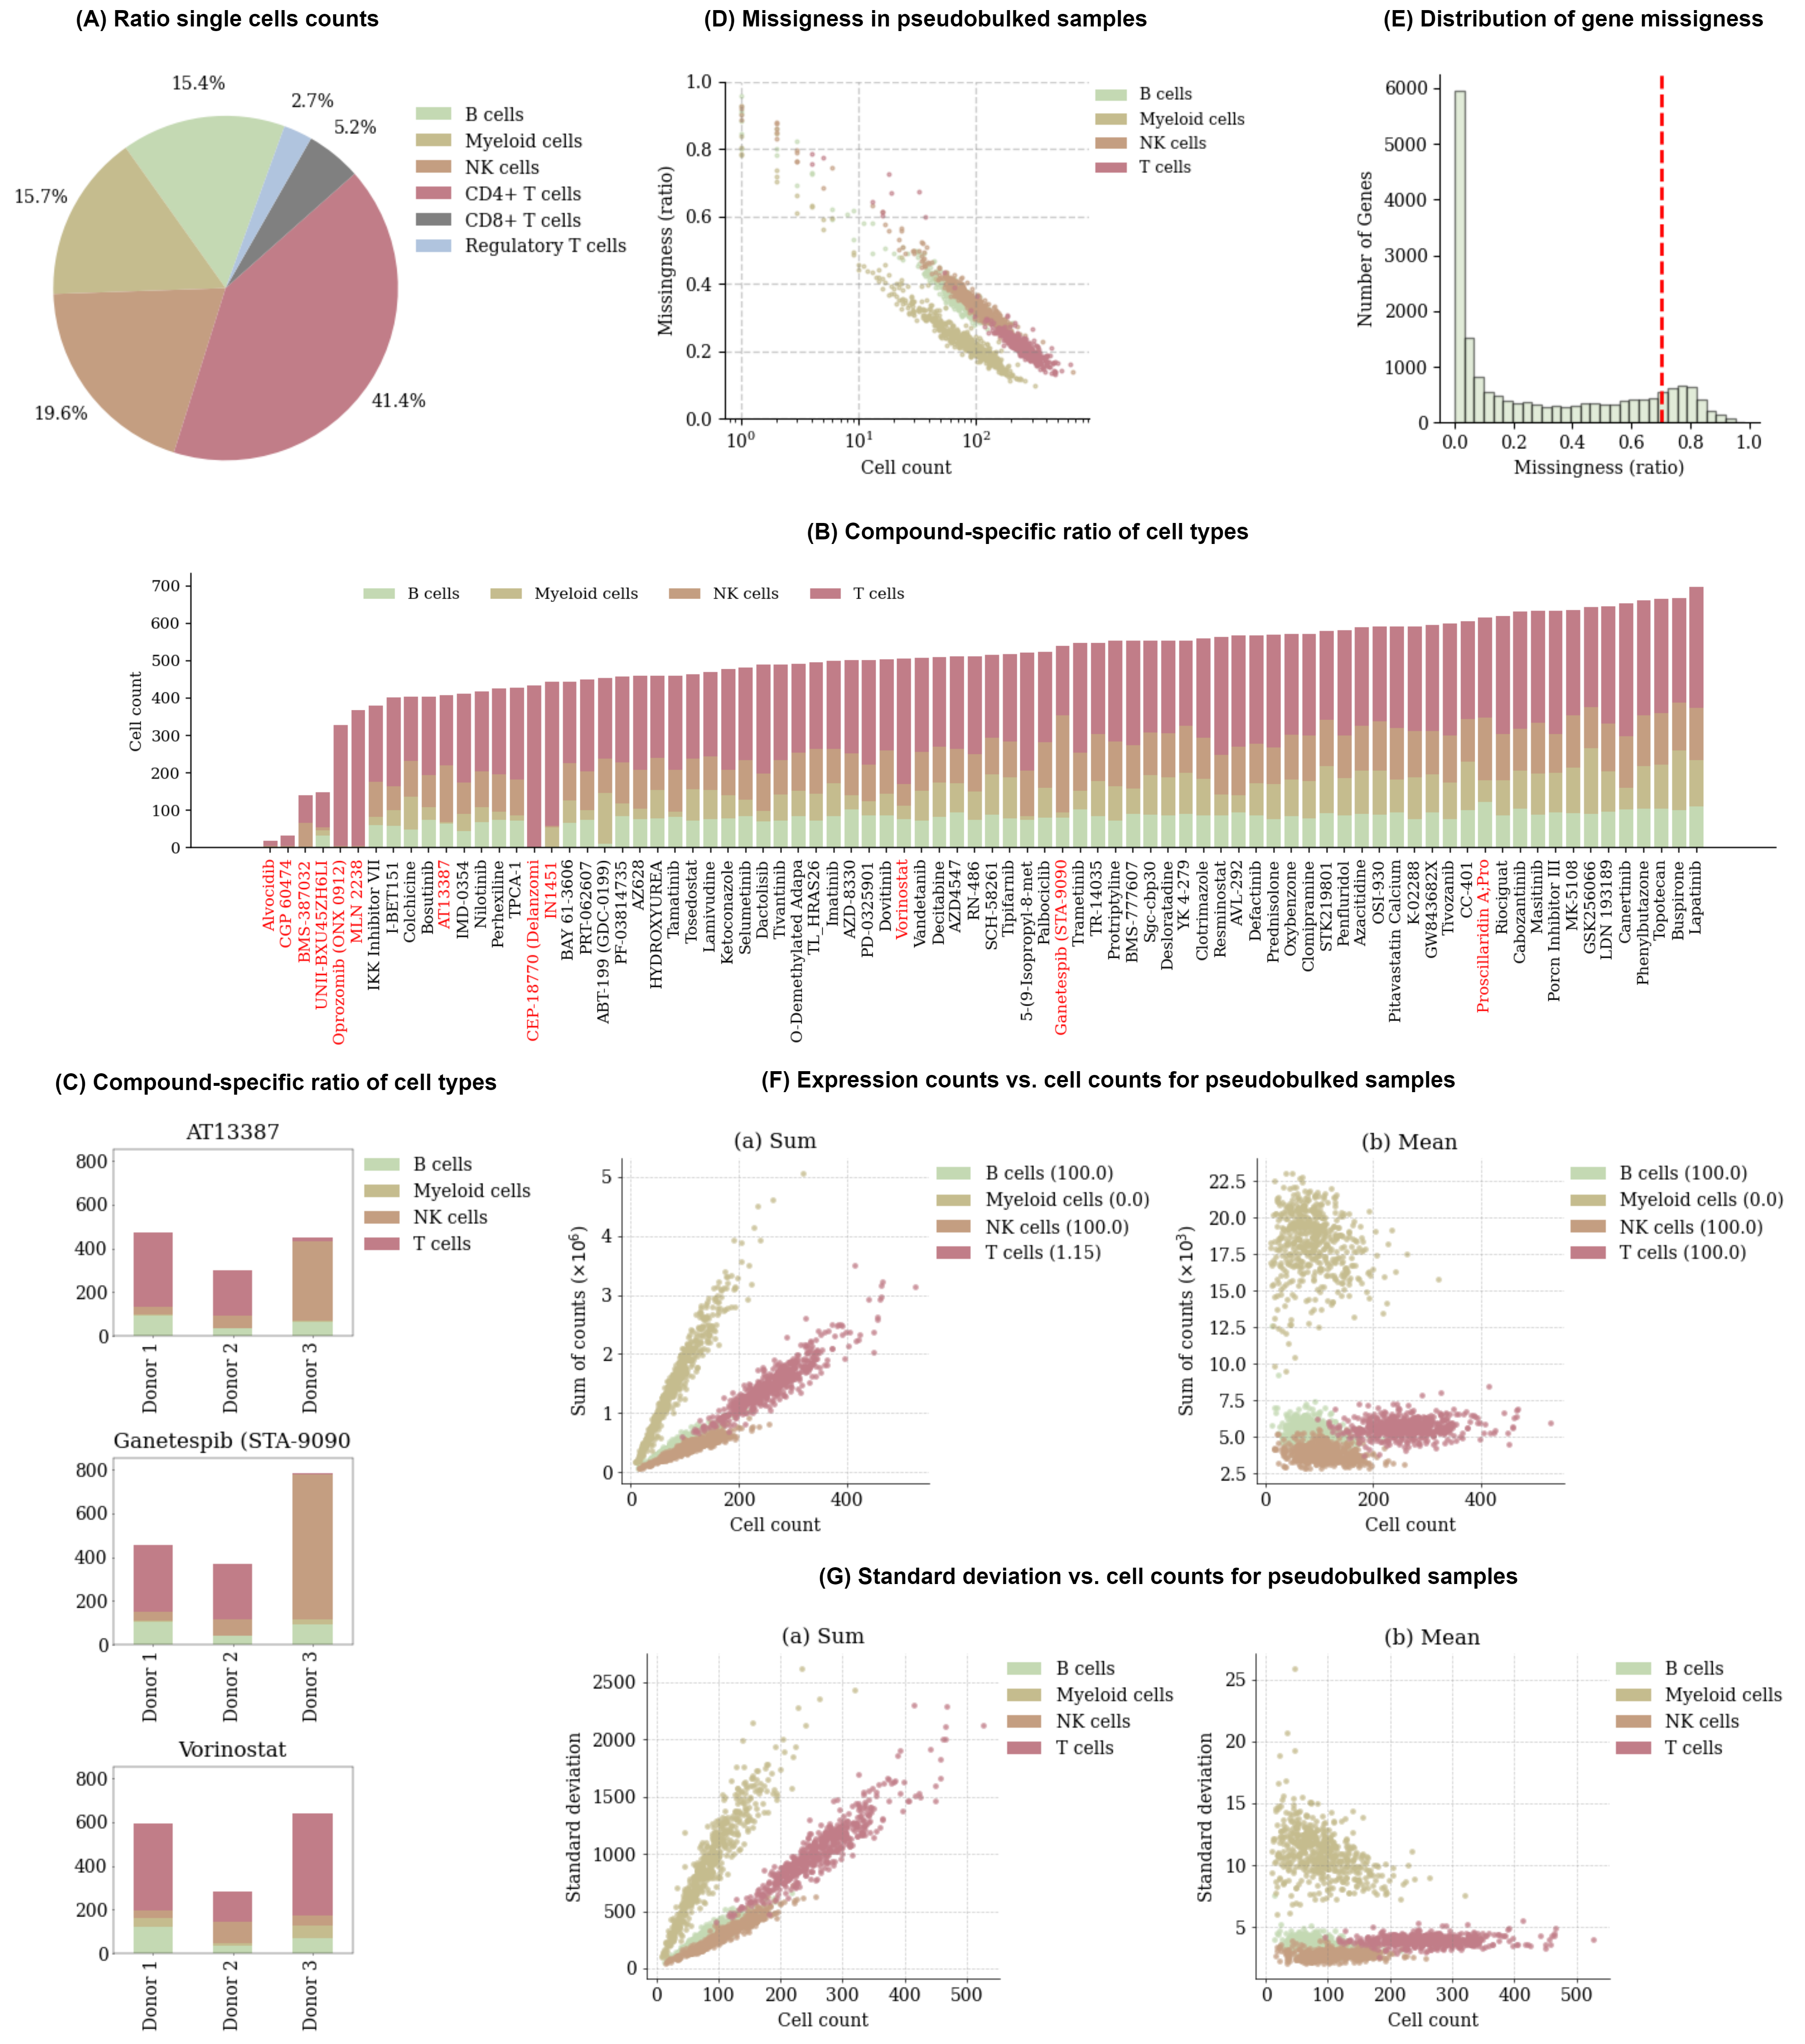 (A) Ratio single cells counts
15.4%
2.7%
5.2%
15.7%
19.6%
41.4%
B cells
Myeloid cells
NK cells
CD4+ T cells
CD8+ T cells
Regulatory T cells
(D) Missigness in pseudobulked samples
Missingness (ratio)
1.0
0.8
0.6
0.4
0.2
0.0
10^0
10^1
10^2
Cell count
B cells
Myeloid cells
NK cells
T cells
(E) Distribution of gene missigness
Number of Genes
6000
5000
4000
3000
2000
1000
0
0.0
0.2
0.4
0.6
0.8
1.0
Missingness (ratio)
(B) Compound-specific ratio of cell types
Cell count
700
600
500
400
300
200
100
0
B cells
Myeloid cells
NK cells
T cells
Alvocidib
CGP 60474
BMS-387032
UNII-BXU45ZH6LI
Oprozomib (ONX 0912)
MLN 2238
IKK Inhibitor VII
I-BET151
Colchicine
Bosutinib
AT13387
IMD-0354
Nilotinib
Perhexiline
TPCA-1
CEP-18770 (Delanzomi
IN1451
BAY 61-3606
PRT-062607
ABT-199 (GDC-0199)
PF-03814735
AZ628
HYDROXYUREA
Tamatinib
Tosedostat
Lamivudine
Ketoconazole
Selumetinib
Dactolisib
Tivantinib
O-Demethylated Adapa
TL_HRAS26
Imatinib
AZD-8330
PD-0325901
Dovitinib
Vorinostat
Vandetanib
Decitabine
AZD4547
RN-486
SCH-58261
Tipifarnib
5-(9-Isopropyl-8-met
Palbociclib
Ganetespib (STA-9090
Trametinib
TR-14035
Protriptyline
BMS-777607
Sgc-cbp30
Desloratadine
YK 4-279
Clotrimazole
Resminostat
AVL-292
Defactinib
Prednisolone
Oxybenzone
Clomipramine
STK219801
Penfluridol
Azacitidine
OSI-930
Pitavastatin Calcium
K-02288
GW843682X
Tivozanib
CC-401
Proscillaridin A;Pro
Riociguat
Cabozantinib
Masitinib
Porcn Inhibitor III
MK-5108
GSK256066
LDN 193189
Canertinib
Phenylbutazone
Topotecan
Buspirone
Lapatinib
(C) Compound-specific ratio of cell types
AT13387
800
600
400
200
0
Donor 1
Donor 2
Donor 3
B cells
Myeloid cells
NK cells
T cells
Ganetespib (STA-9090
800
600
400
200
0
Donor 1
Donor 2
Donor 3
Vorinostat
800
600
400
200
0
Donor 1
Donor 2
Donor 3
(F) Expression counts vs. cell counts for pseudobulked samples
(a) Sum
Sum of counts (×10^6)
5
4
3
2
1
0
0
200
400
Cell count
B cells (100.0)
Myeloid cells (0.0)
NK cells (100.0)
T cells (1.15)
(b) Mean
Sum of counts (×10^3)
22.5
20.0
17.5
15.0
12.5
10.0
7.5
5.0
2.5
0
200
400
Cell count
B cells (100.0)
Myeloid cells (0.0)
NK cells (100.0)
T cells (100.0)
(G) Standard deviation vs. cell counts for pseudobulked samples
(a) Sum
Standard deviation
2500
2000
1500
1000
500
0
0
100
200
300
400
500
Cell count
B cells
Myeloid cells
NK cells
T cells
(b) Mean
Standard deviation
25
20
15
10
5
0
100
200
300
400
500
Cell count
B cells
Myeloid cells
NK cells
T cells